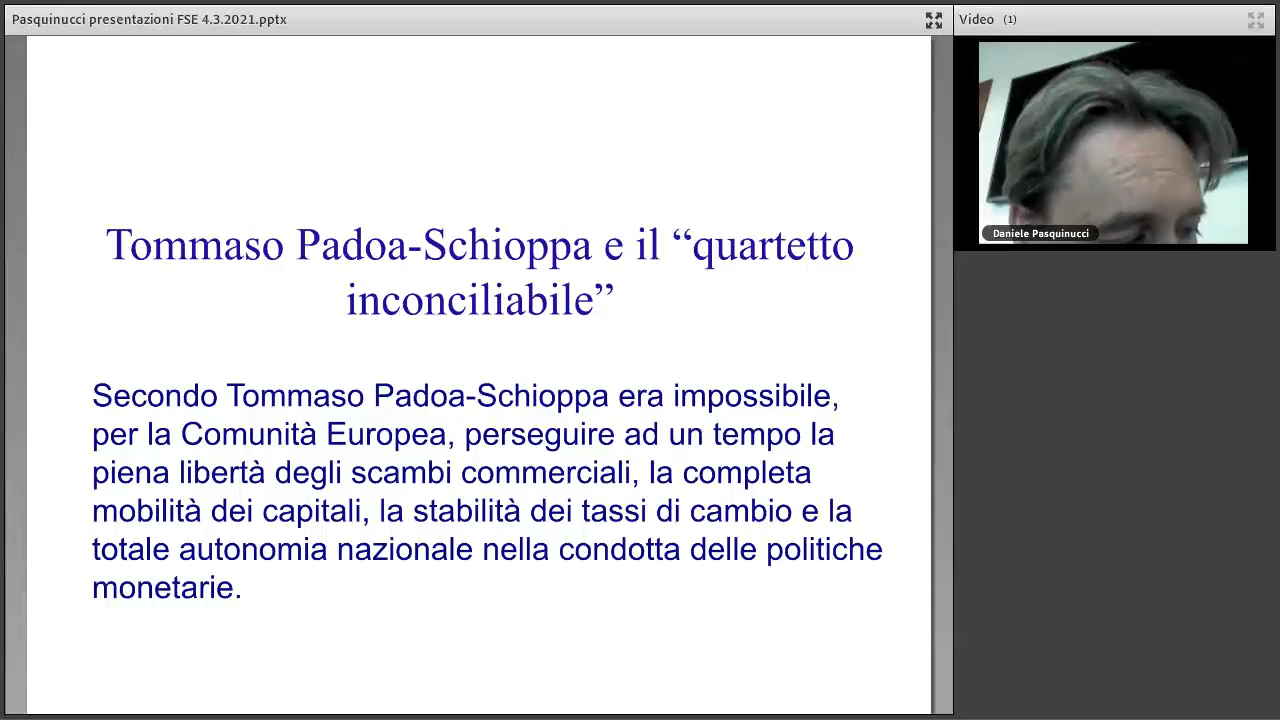 Pasquinucci presentazioni FSE 4.3.2021.pptx
Video (1)
Daniele Pasquinucci
Tommaso Padoa-Schioppa e il “quartetto
inconciliabile”
Secondo Tommaso Padoa-Schioppa era impossibile,
per la Comunità Europea, perseguire ad un tempo la
piena libertà degli scambi commerciali, la completa
mobilità dei capitali, la stabilità dei tassi di cambio e la
totale autonomia nazionale nella condotta delle politiche
monetarie.